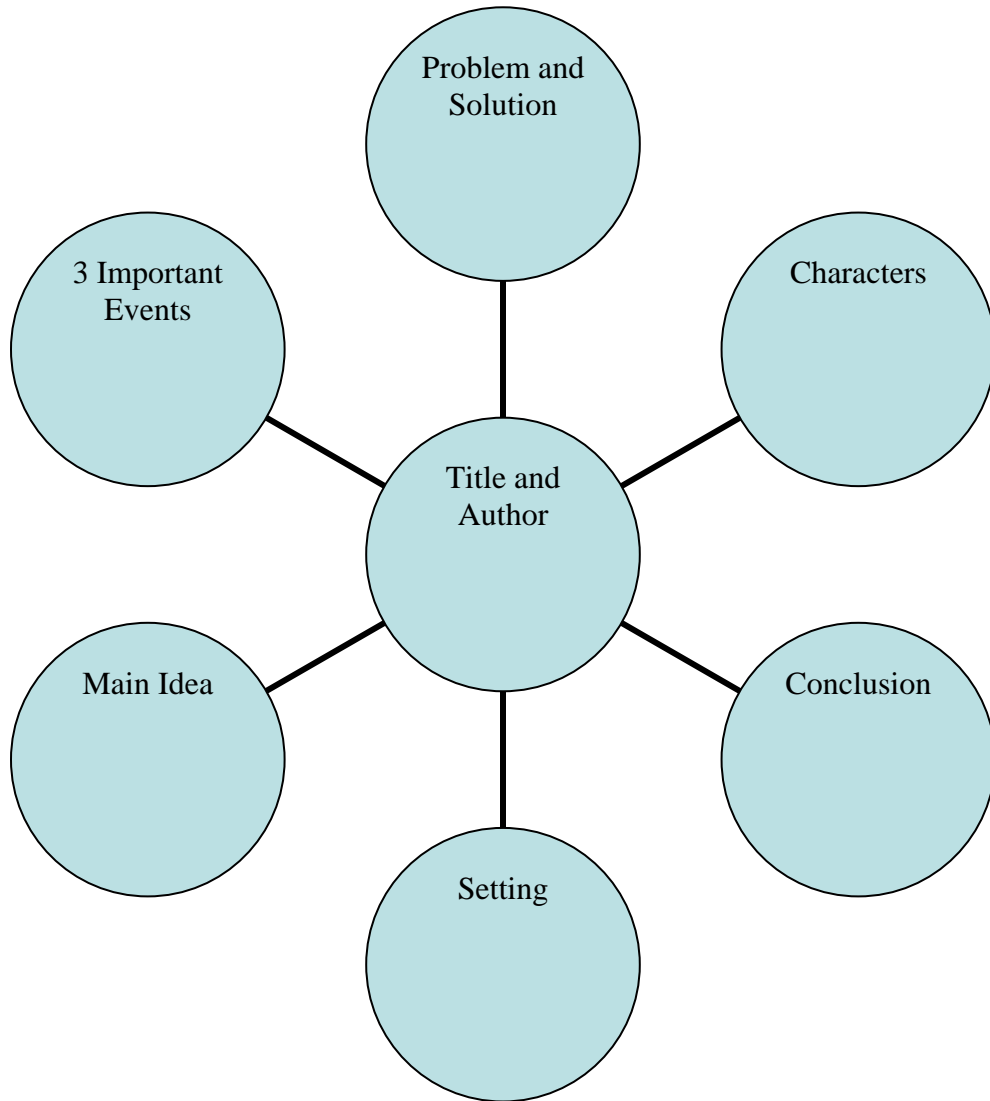 Problem and
Solution
3 Important
Events
Characters
Title and
Author
Main Idea
Conclusion
Setting